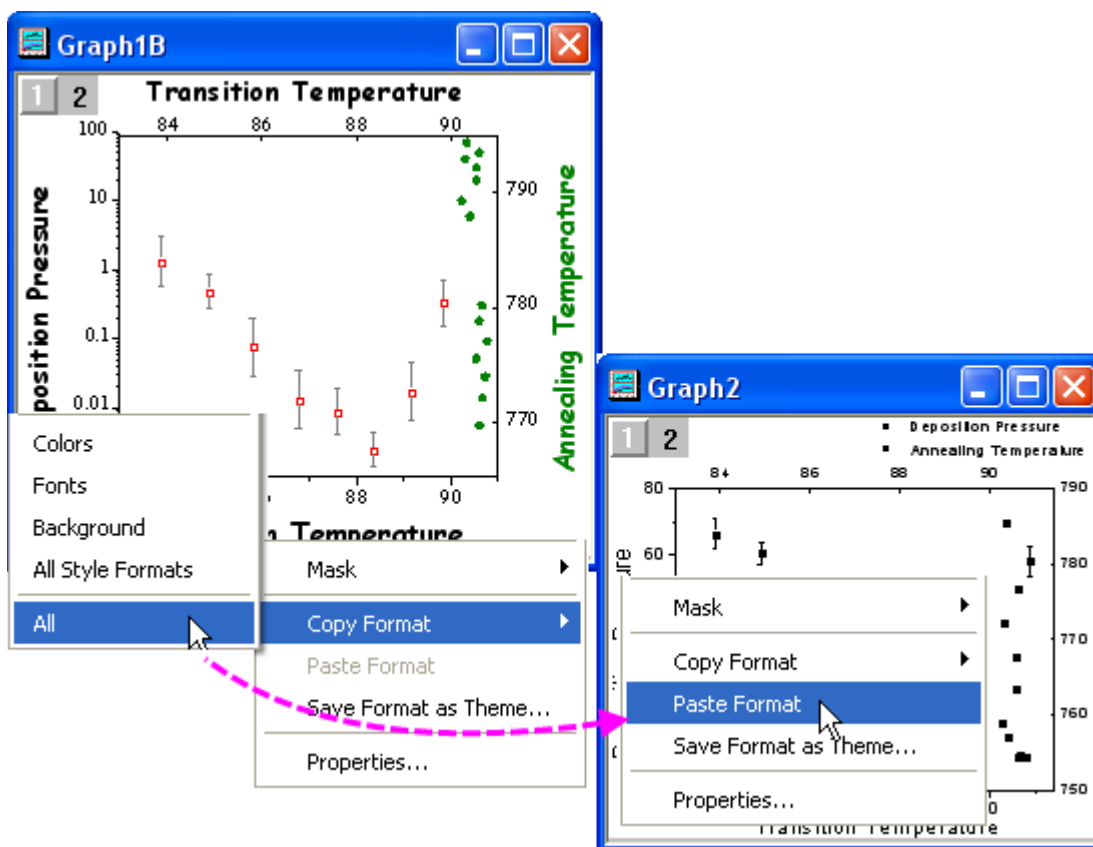 Graph1B
1 2
Transition Temperature
84 86 88 90
100
10
1
0.1
0.01
position Pressure
790
780
770
Annealing Temperature
88 90
Temperature
Colors
Fonts
Background
All Style Formats
All
Mask
Copy Format
Paste Format
Save Format as Theme...
Properties...
Graph2
1 2
Deposition Pressure
Annealing Temperature
84 86 88 90
80
60
790
780
770
760
750
Mask
Copy Format
Paste Format
Save Format as Theme...
Properties...
0
Transition Temperature